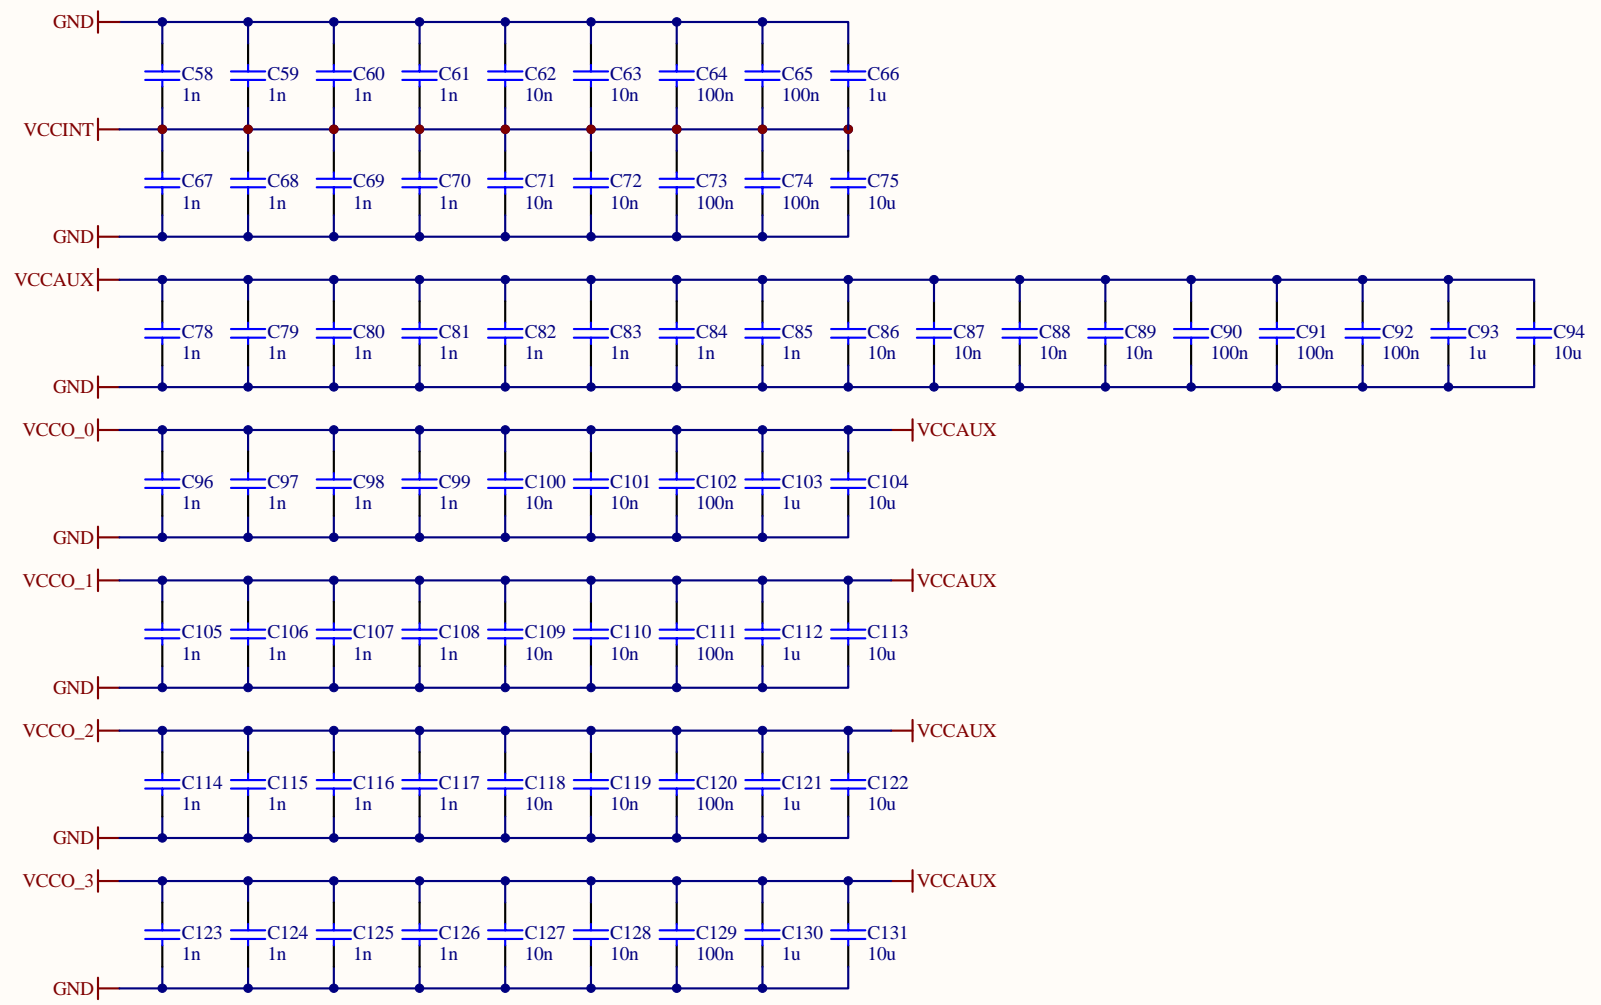 GND
C58 C59 C60 C61 C62 C63 C64 C65 C66
1n 1n 1n 1n 10n 10n 100n 100n 1u
VCCINT
C67 C68 C69 C70 C71 C72 C73 C74 C75
1n 1n 1n 1n 10n 10n 100n 100n 10u
GND
VCCAUX
C78 C79 C80 C81 C82 C83 C84 C85 C86 C87 C88 C89 C90 C91 C92 C93 C94
1n 1n 1n 1n 1n 1n 1n 1n 10n 10n 10n 10n 100n 100n 100n 1u 10u
GND
VCCO_0 VCCAUX
C96 C97 C98 C99 C100 C101 C102 C103 C104
1n 1n 1n 1n 10n 10n 100n 1u 10u
GND
VCCO_1 VCCAUX
C105 C106 C107 C108 C109 C110 C111 C112 C113
1n 1n 1n 1n 10n 10n 100n 1u 10u
GND
VCCO_2 VCCAUX
C114 C115 C116 C117 C118 C119 C120 C121 C122
1n 1n 1n 1n 10n 10n 100n 1u 10u
GND
VCCO_3 VCCAUX
C123 C124 C125 C126 C127 C128 C129 C130 C131
1n 1n 1n 1n 10n 10n 100n 1u 10u
GND